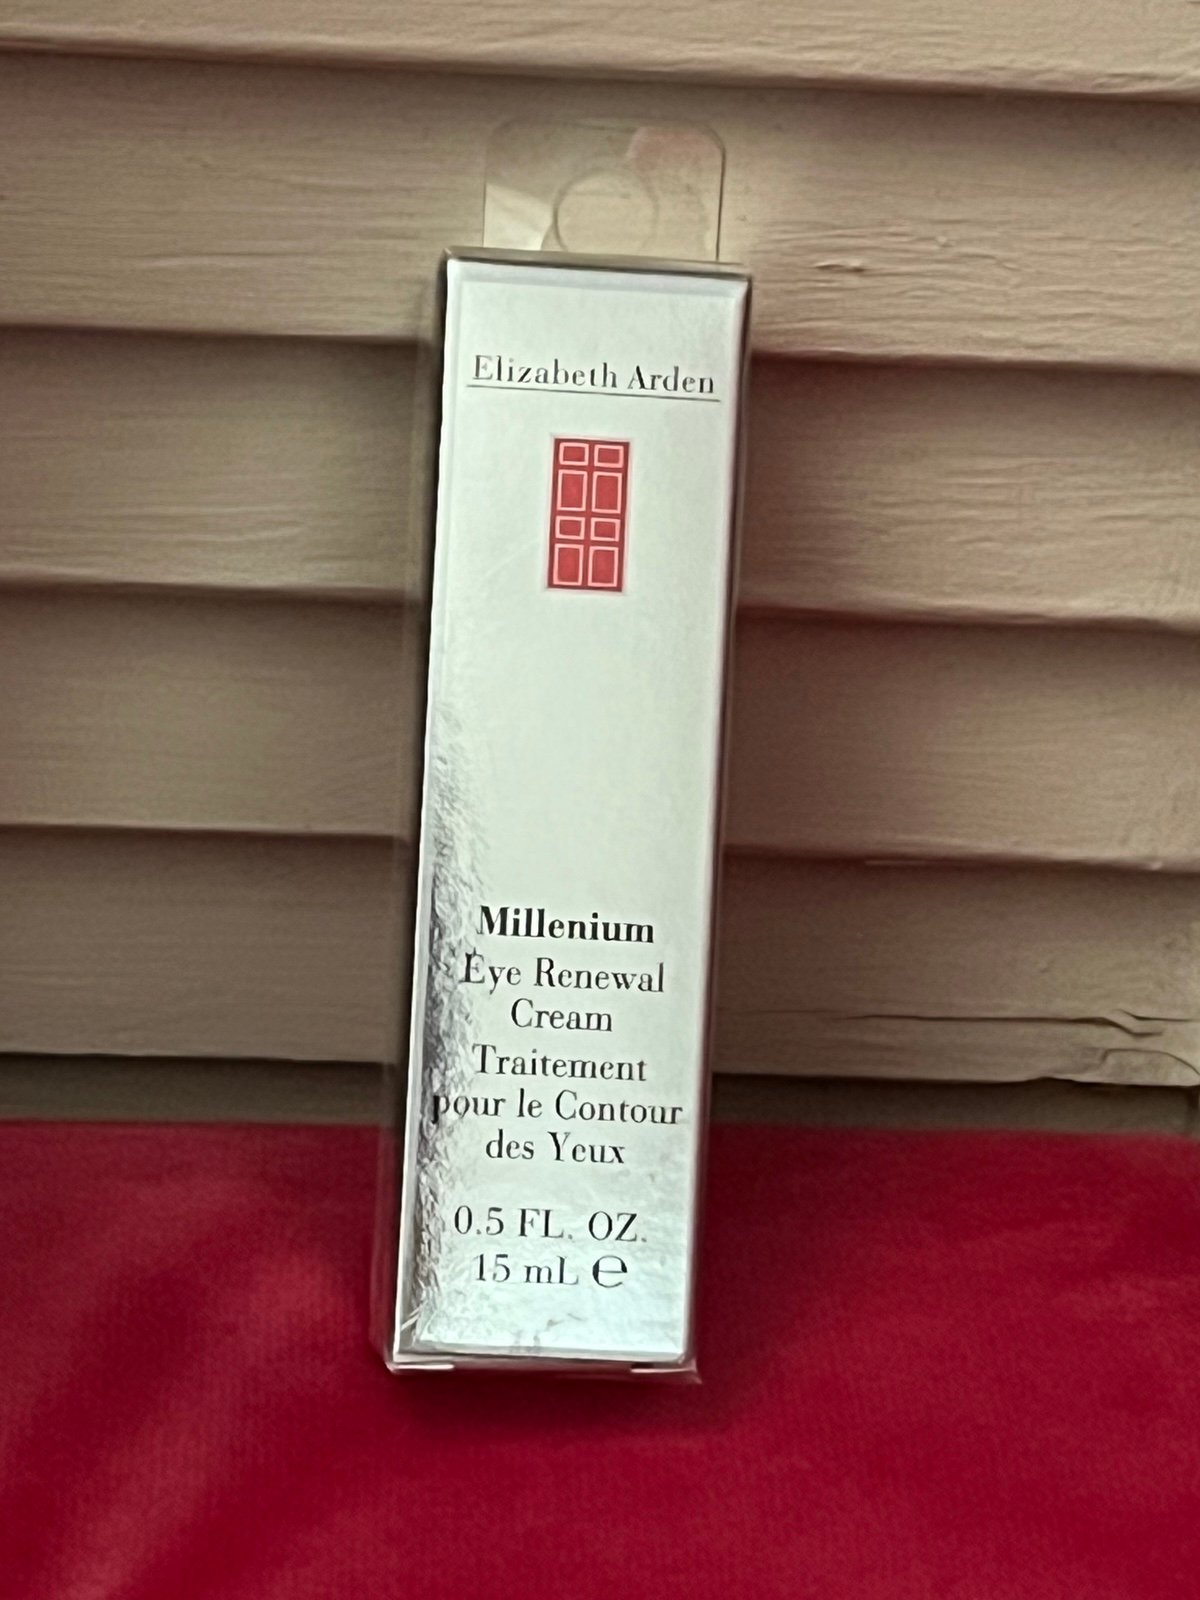 Elizabeth Arden
Millenium
Eye Renewal
Cream
Traitement
pour le Contour
des Yeux
0.5 FL. OZ.
15 mL ℮